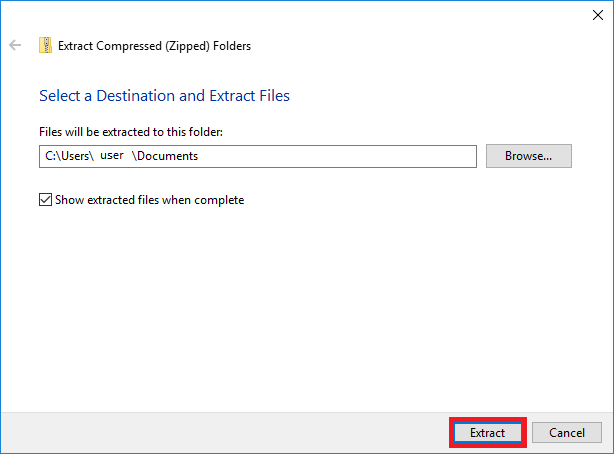 Extract Compressed (Zipped) Folders
Select a Destination and Extract Files
Files will be extracted to this folder:
C:\Users\ user \Documents
Browse...
Show extracted files when complete
Extract
Cancel